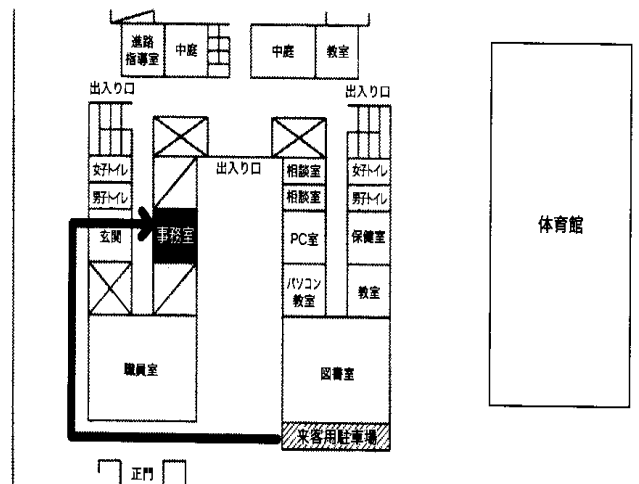 進路
指導室
中庭
中庭
教室
出入り口
出入り口
出入り口
女子トイレ
男子トイレ
玄関
事務室
相談室
相談室
PC室
パソコン
教室
女子トイレ
男子トイレ
保健室
教室
体育館
職員室
図書室
来客用駐車場
正門